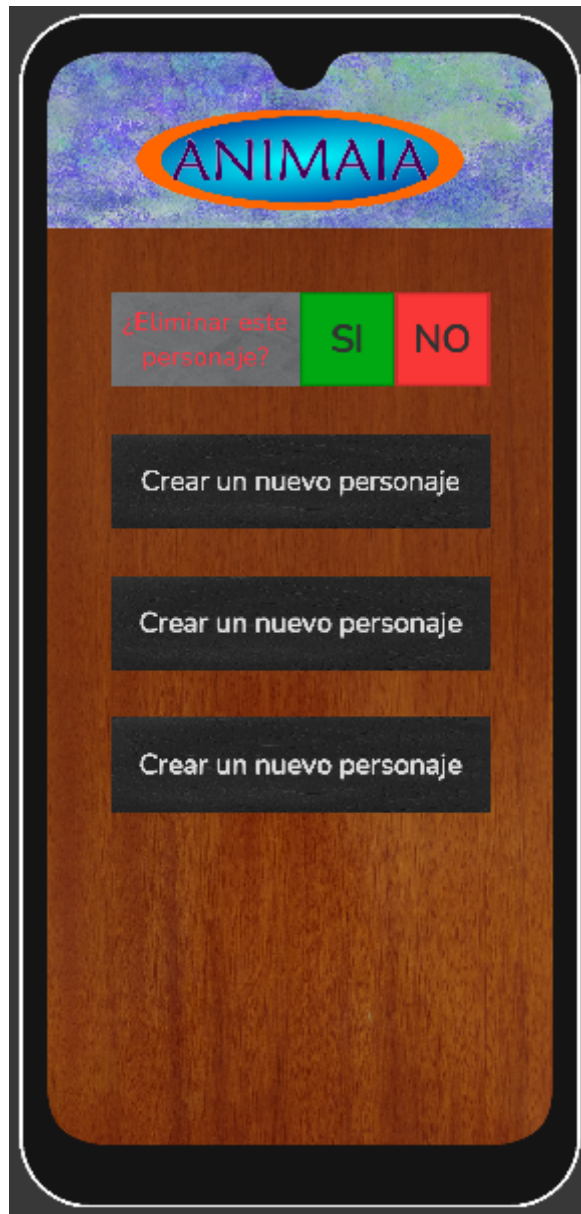 ANIMAIA
¿Eliminar este
personaje?
SI
NO
Crear un nuevo personaje
Crear un nuevo personaje
Crear un nuevo personaje